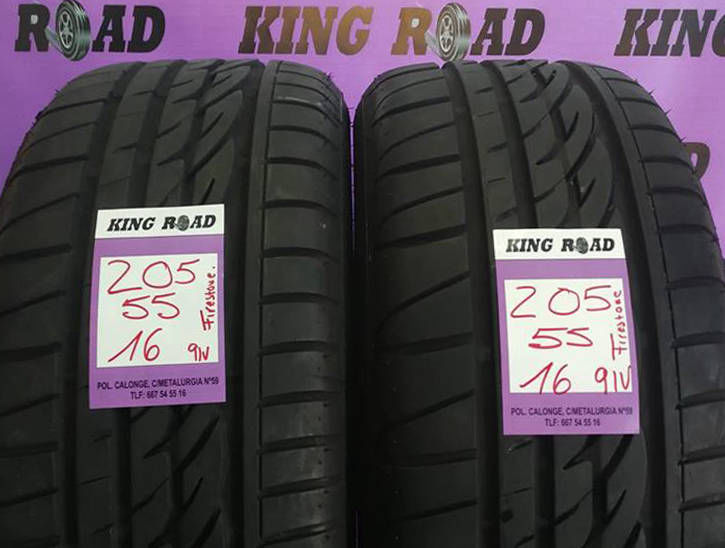 KING ROAD
KING ROAD
KING
KING ROAD
205
55
16 91V
Firestone.
POL. CALONGE, C/METALURGIA Nº59
TLF: 667 54 55 16
KING ROAD
205
55
16 91V
Firestone
POL. CALONGE, C/METALURGIA Nº59
TLF: 667 54 55 16